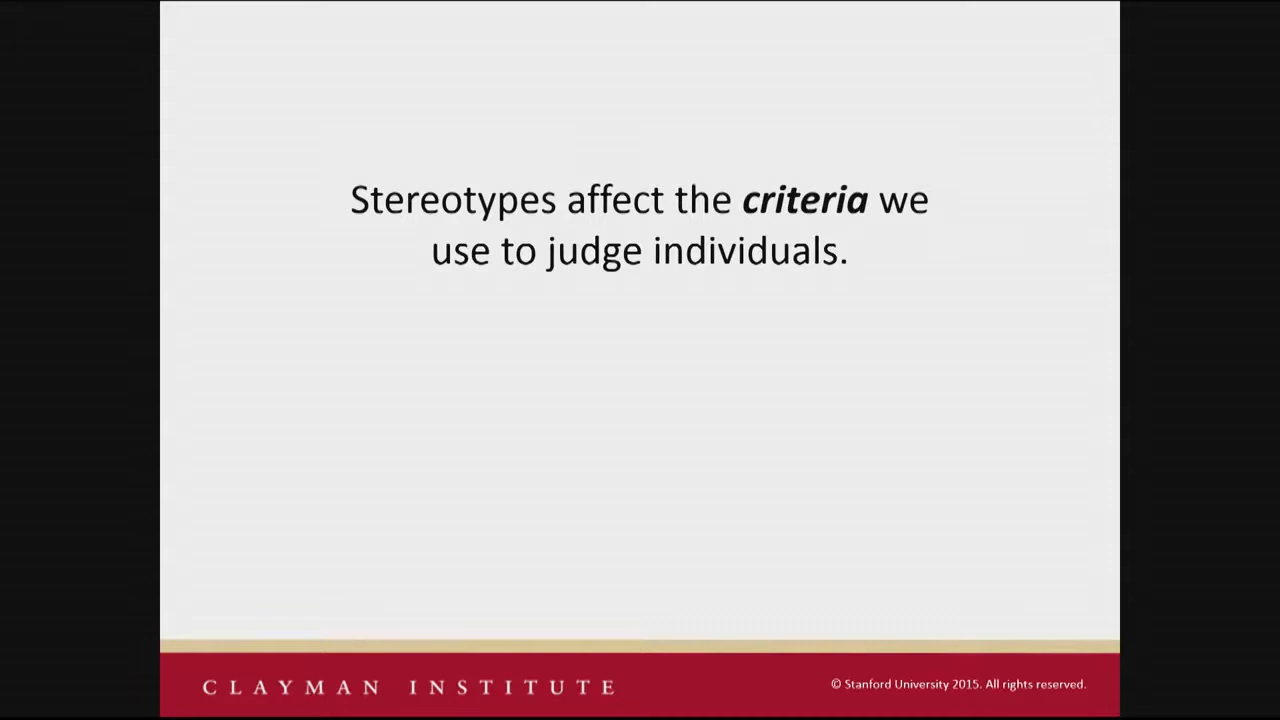 Stereotypes affect the criteria we
use to judge individuals.
CLAYMAN INSTITUTE
© Stanford University 2015. All rights reserved.